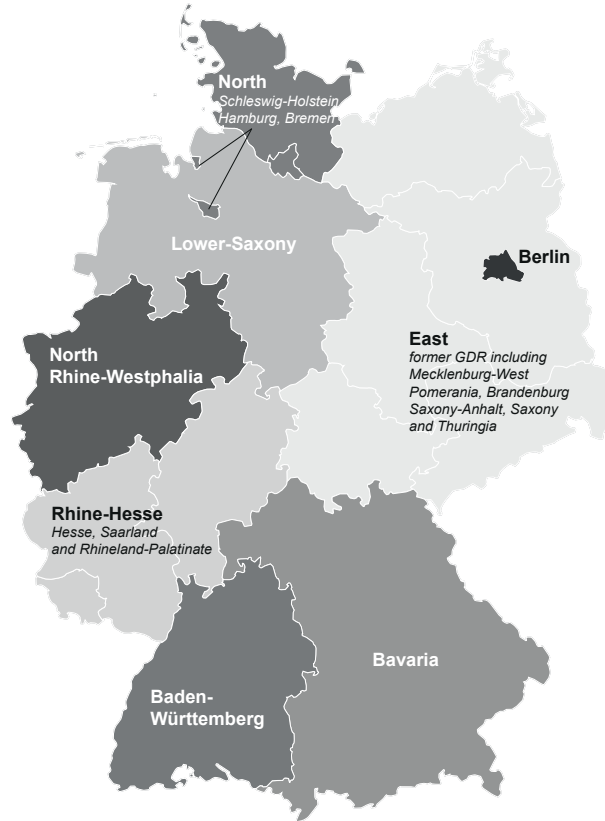 North
Schleswig-Holstein
Hamburg, Bremen
Lower-Saxony
Berlin
East
former GDR including
Mecklenburg-West
Pomerania, Brandenburg
Saxony-Anhalt, Saxony
and Thuringia
North
Rhine-Westphalia
Rhine-Hesse
Hesse, Saarland
and Rhineland-Palatinate
Bavaria
Baden-
Württemberg